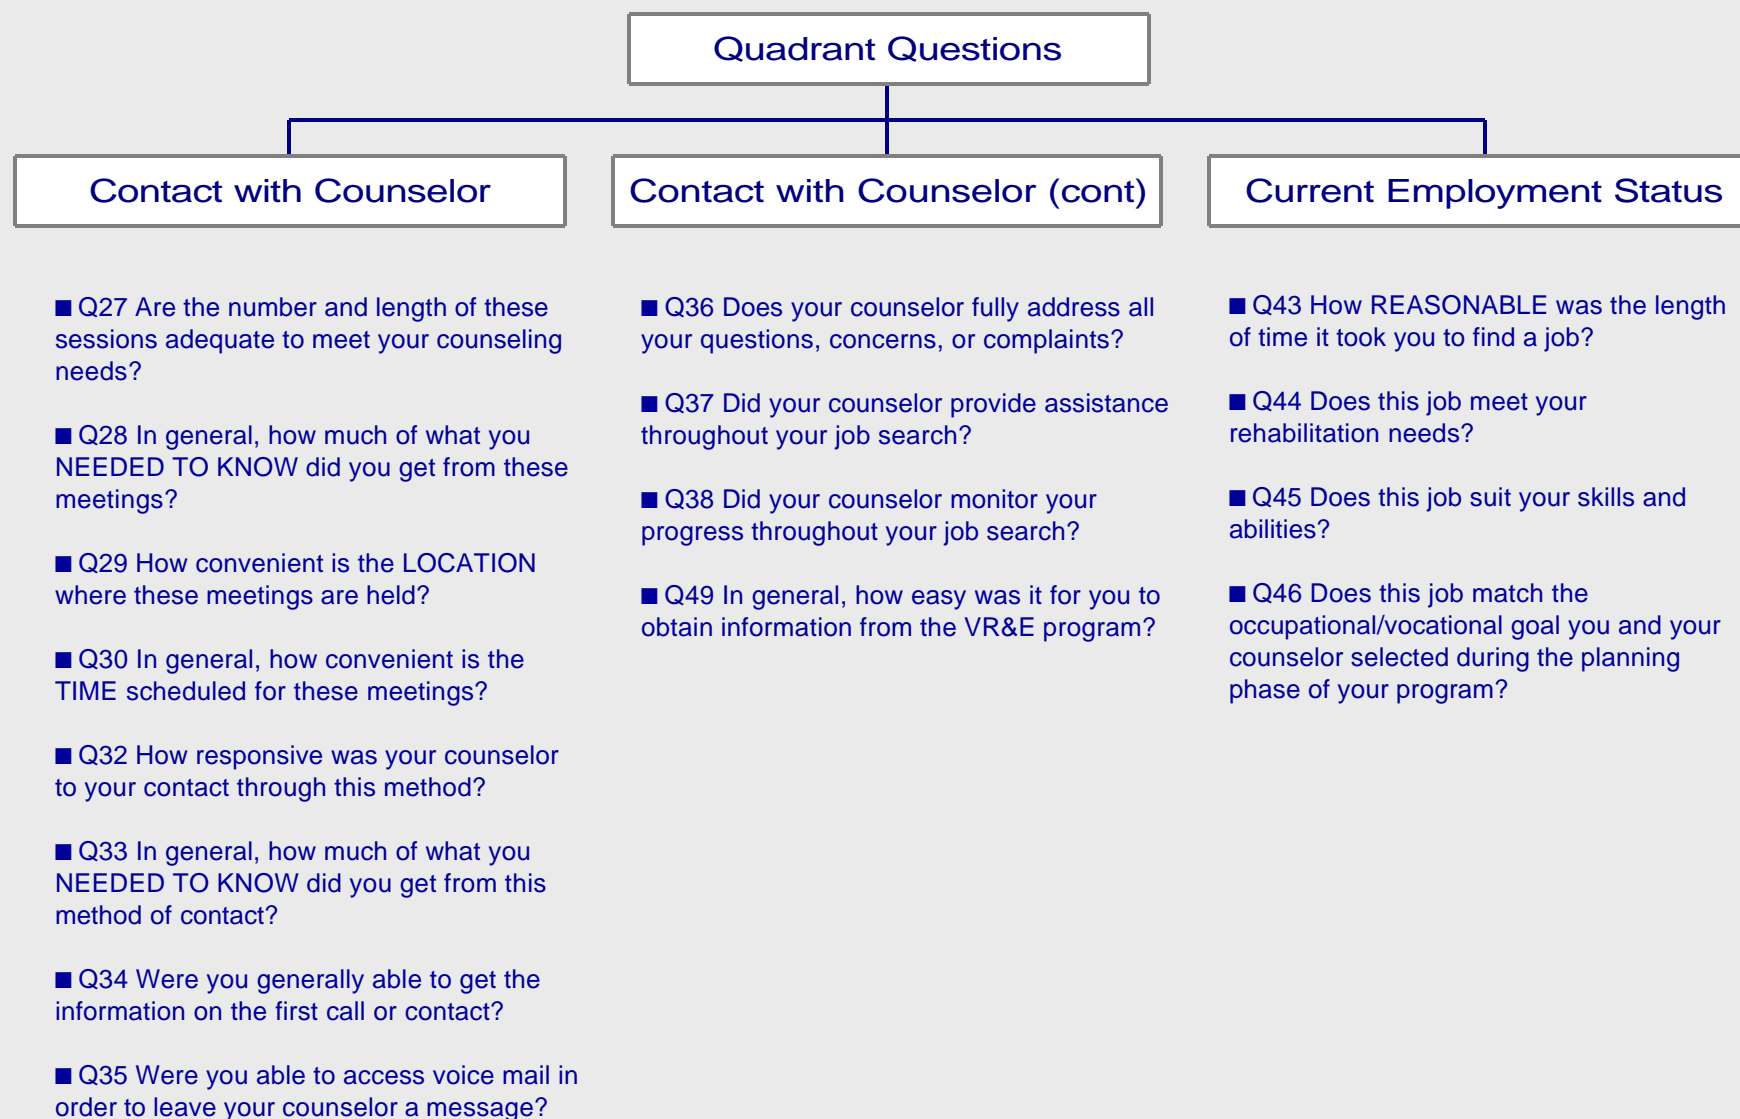 Quadrant Questions
Contact with Counselor
■ Q27 Are the number and length of these
sessions adequate to meet your counseling
needs?
■ Q28 In general, how much of what you
NEEDED TO KNOW did you get from these
meetings?
■ Q29 How convenient is the LOCATION
where these meetings are held?
■ Q30 In general, how convenient is the
TIME scheduled for these meetings?
■ Q32 How responsive was your counselor
to your contact through this method?
■ Q33 In general, how much of what you
NEEDED TO KNOW did you get from this
method of contact?
■ Q34 Were you generally able to get the
information on the first call or contact?
■ Q35 Were you able to access voice mail in
order to leave your counselor a message?
Contact with Counselor (cont)
■ Q36 Does your counselor fully address all
your questions, concerns, or complaints?
■ Q37 Did your counselor provide assistance
throughout your job search?
■ Q38 Did your counselor monitor your
progress throughout your job search?
■ Q49 In general, how easy was it for you to
obtain information from the VR&E program?
Current Employment Status
■ Q43 How REASONABLE was the length
of time it took you to find a job?
■ Q44 Does this job meet your
rehabilitation needs?
■ Q45 Does this job suit your skills and
abilities?
■ Q46 Does this job match the
occupational/vocational goal you and your
counselor selected during the planning
phase of your program?